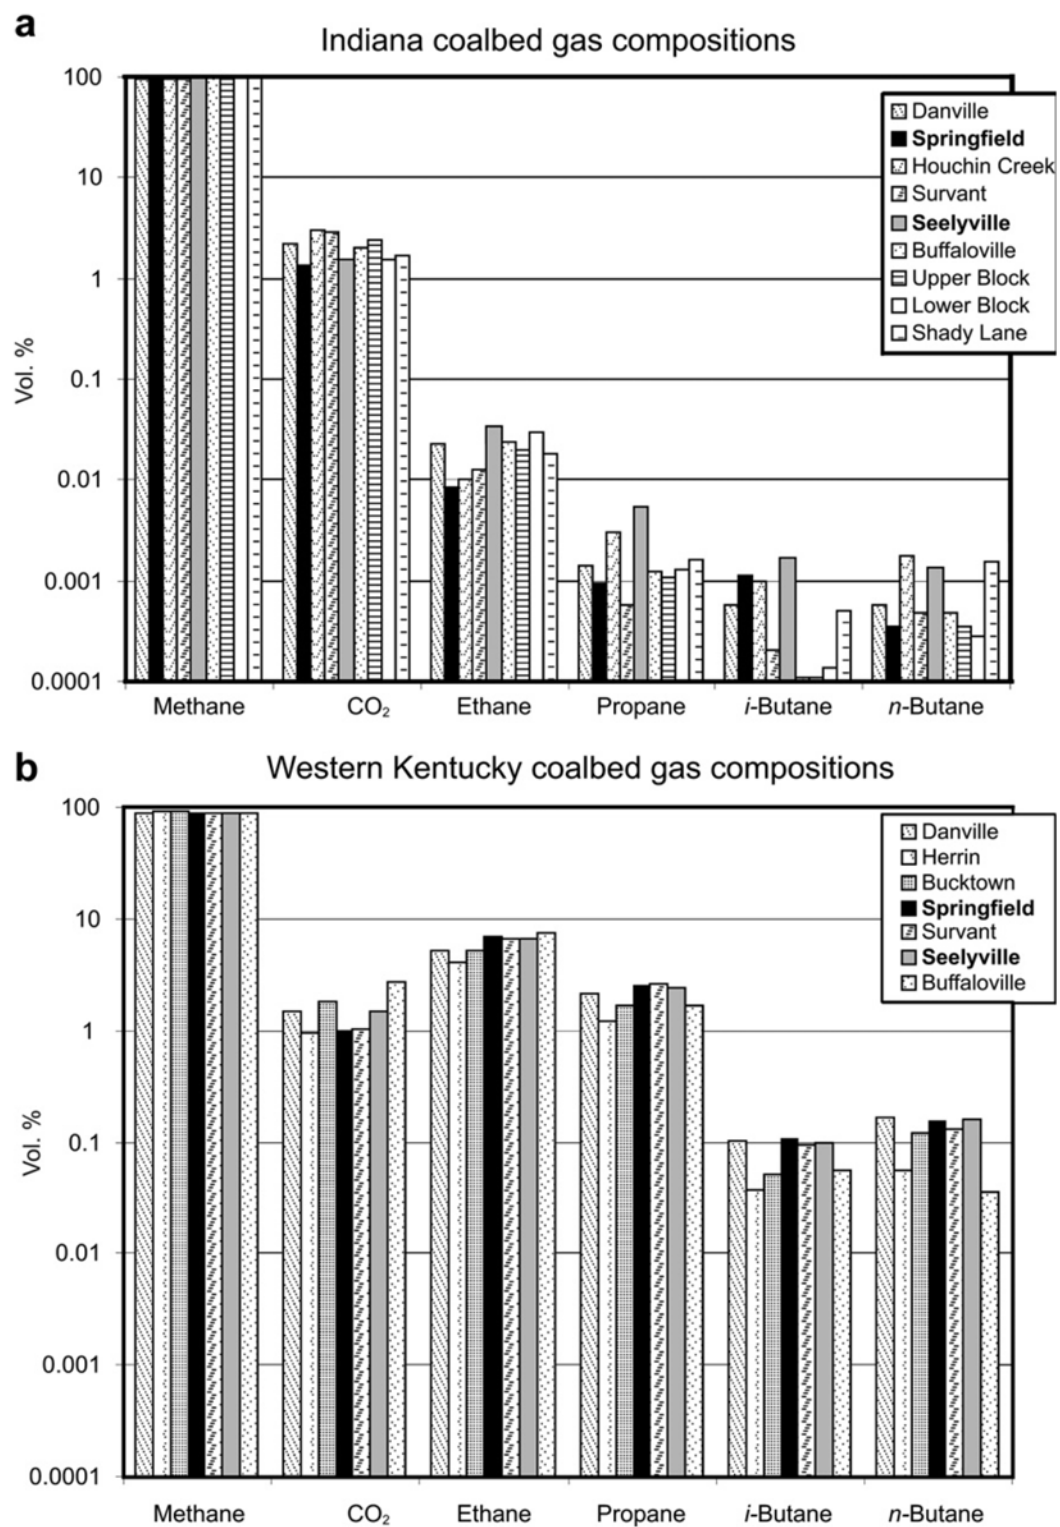 a
Indiana coalbed gas compositions
100
10
1
0.1
0.01
0.001
0.0001
Vol. %
Danville
Springfield
Houchin Creek
Survant
Seelyville
Buffaloville
Upper Block
Lower Block
Shady Lane
Methane CO₂ Ethane Propane i-Butane n-Butane
b
Western Kentucky coalbed gas compositions
100
10
1
0.1
0.01
0.001
0.0001
Vol. %
Danville
Herrin
Bucktown
Springfield
Survant
Seelyville
Buffaloville
Methane CO₂ Ethane Propane i-Butane n-Butane